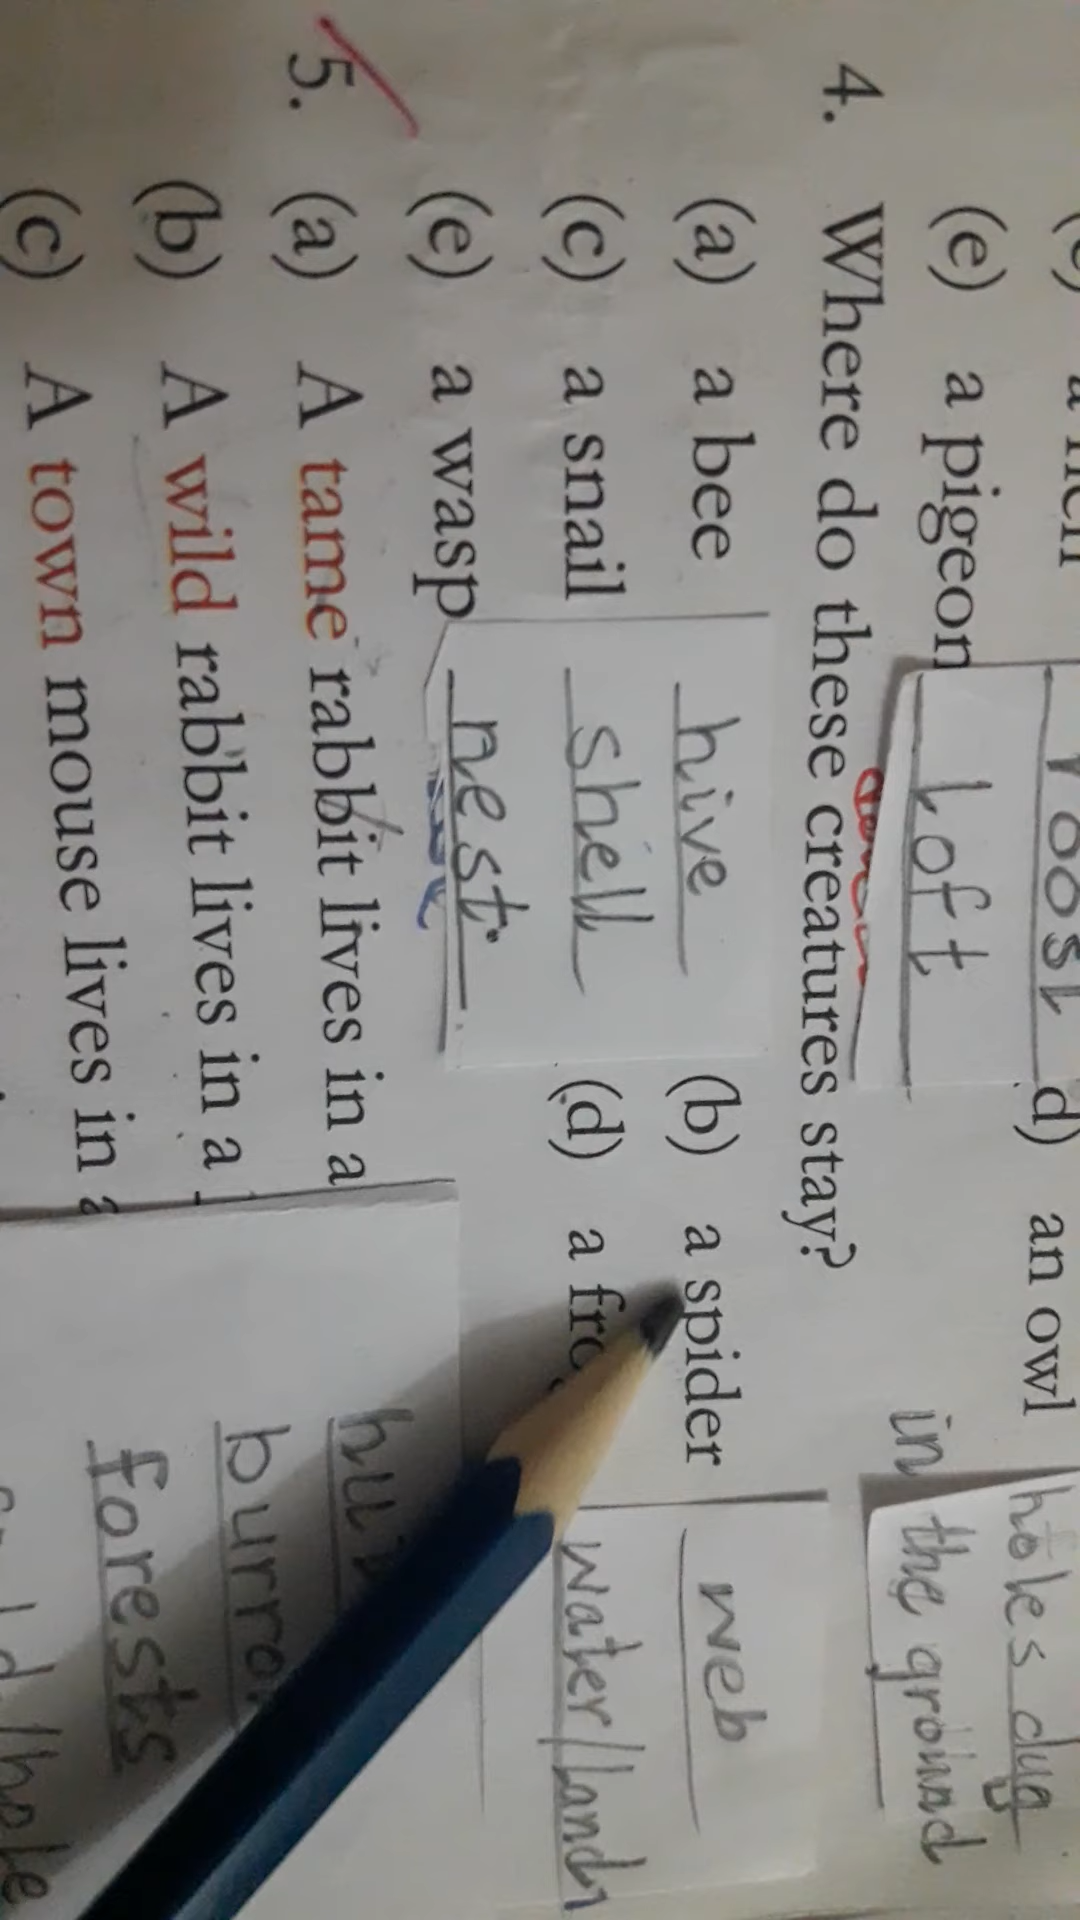 (e) a pigeon Loft in the ground
roost d) an owl holes dug
4. Where do these creatures stay?
(a) a bee hive (b) a spider web
(c) a snail shell (d) a water/land
(e) a wasp nest
5. (a) A tame rabbit lives in a
(b) A wild rabbit lives in a
(c) A town mouse lives in a forests